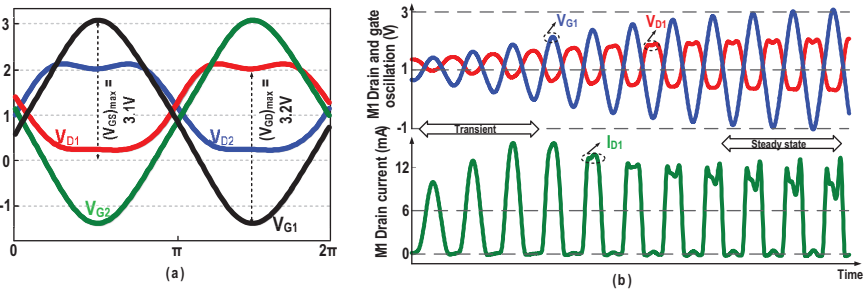 3
2
1
0
-1
(VGS)max =
3.1V
(VGD)max =
3.2V
VD1
VD2
VG2
VG1
0
π
2π
(a)
M1 Drain and gate
oscillation (V)
3
1
-1
VG1
VD1
Transient
Steady state
M1 Drain current (mA)
12
6
0
ID1
Time
(b)